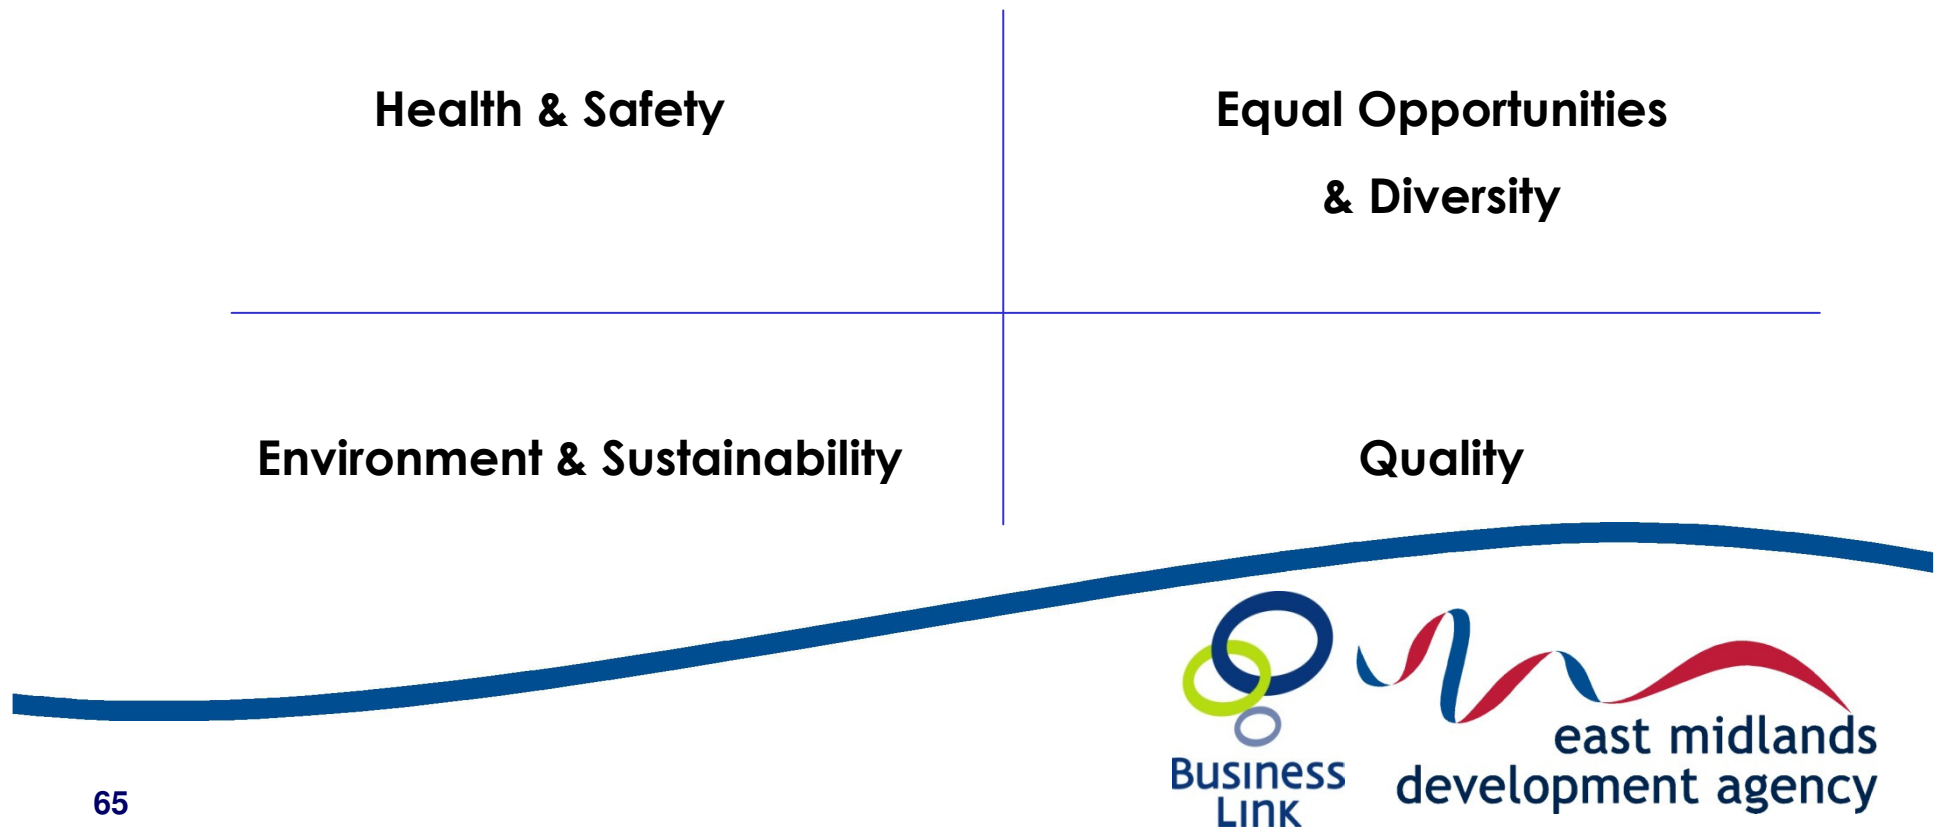 Health & Safety
Equal Opportunities
& Diversity
Environment & Sustainability
Quality
east midlands
development agency
Business
Link
65